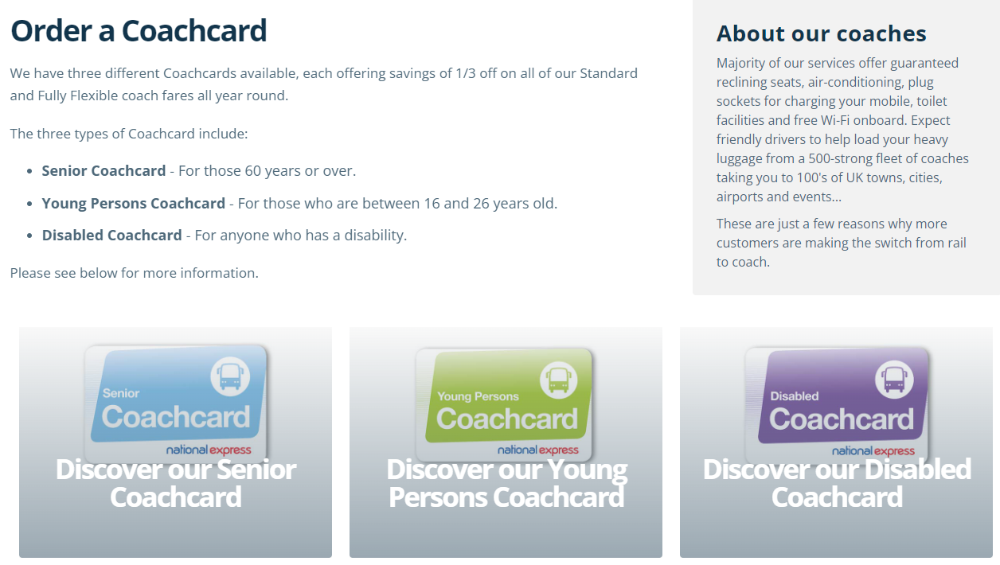 Order a Coachcard
We have three different Coachcards available, each offering savings of 1/3 off on all of our Standard
and Fully Flexible coach fares all year round.
The three types of Coachcard include:
• Senior Coachcard - For those 60 years or over.
• Young Persons Coachcard - For those who are between 16 and 26 years old.
• Disabled Coachcard - For anyone who has a disability.
Please see below for more information.
About our coaches
Majority of our services offer guaranteed
reclining seats, air-conditioning, plug
sockets for charging your mobile, toilet
facilities and free Wi-Fi onboard. Expect
friendly drivers to help load your heavy
luggage from a 500-strong fleet of coaches
taking you to 100's of UK towns, cities,
airports and events...
These are just a few reasons why more
customers are making the switch from rail
to coach.
Senior
Coachcard
national express
Discover our Senior
Coachcard
Young Persons
Coachcard
national express
Discover our Young
Persons Coachcard
Disabled
Coachcard
national express
Discover our Disabled
Coachcard